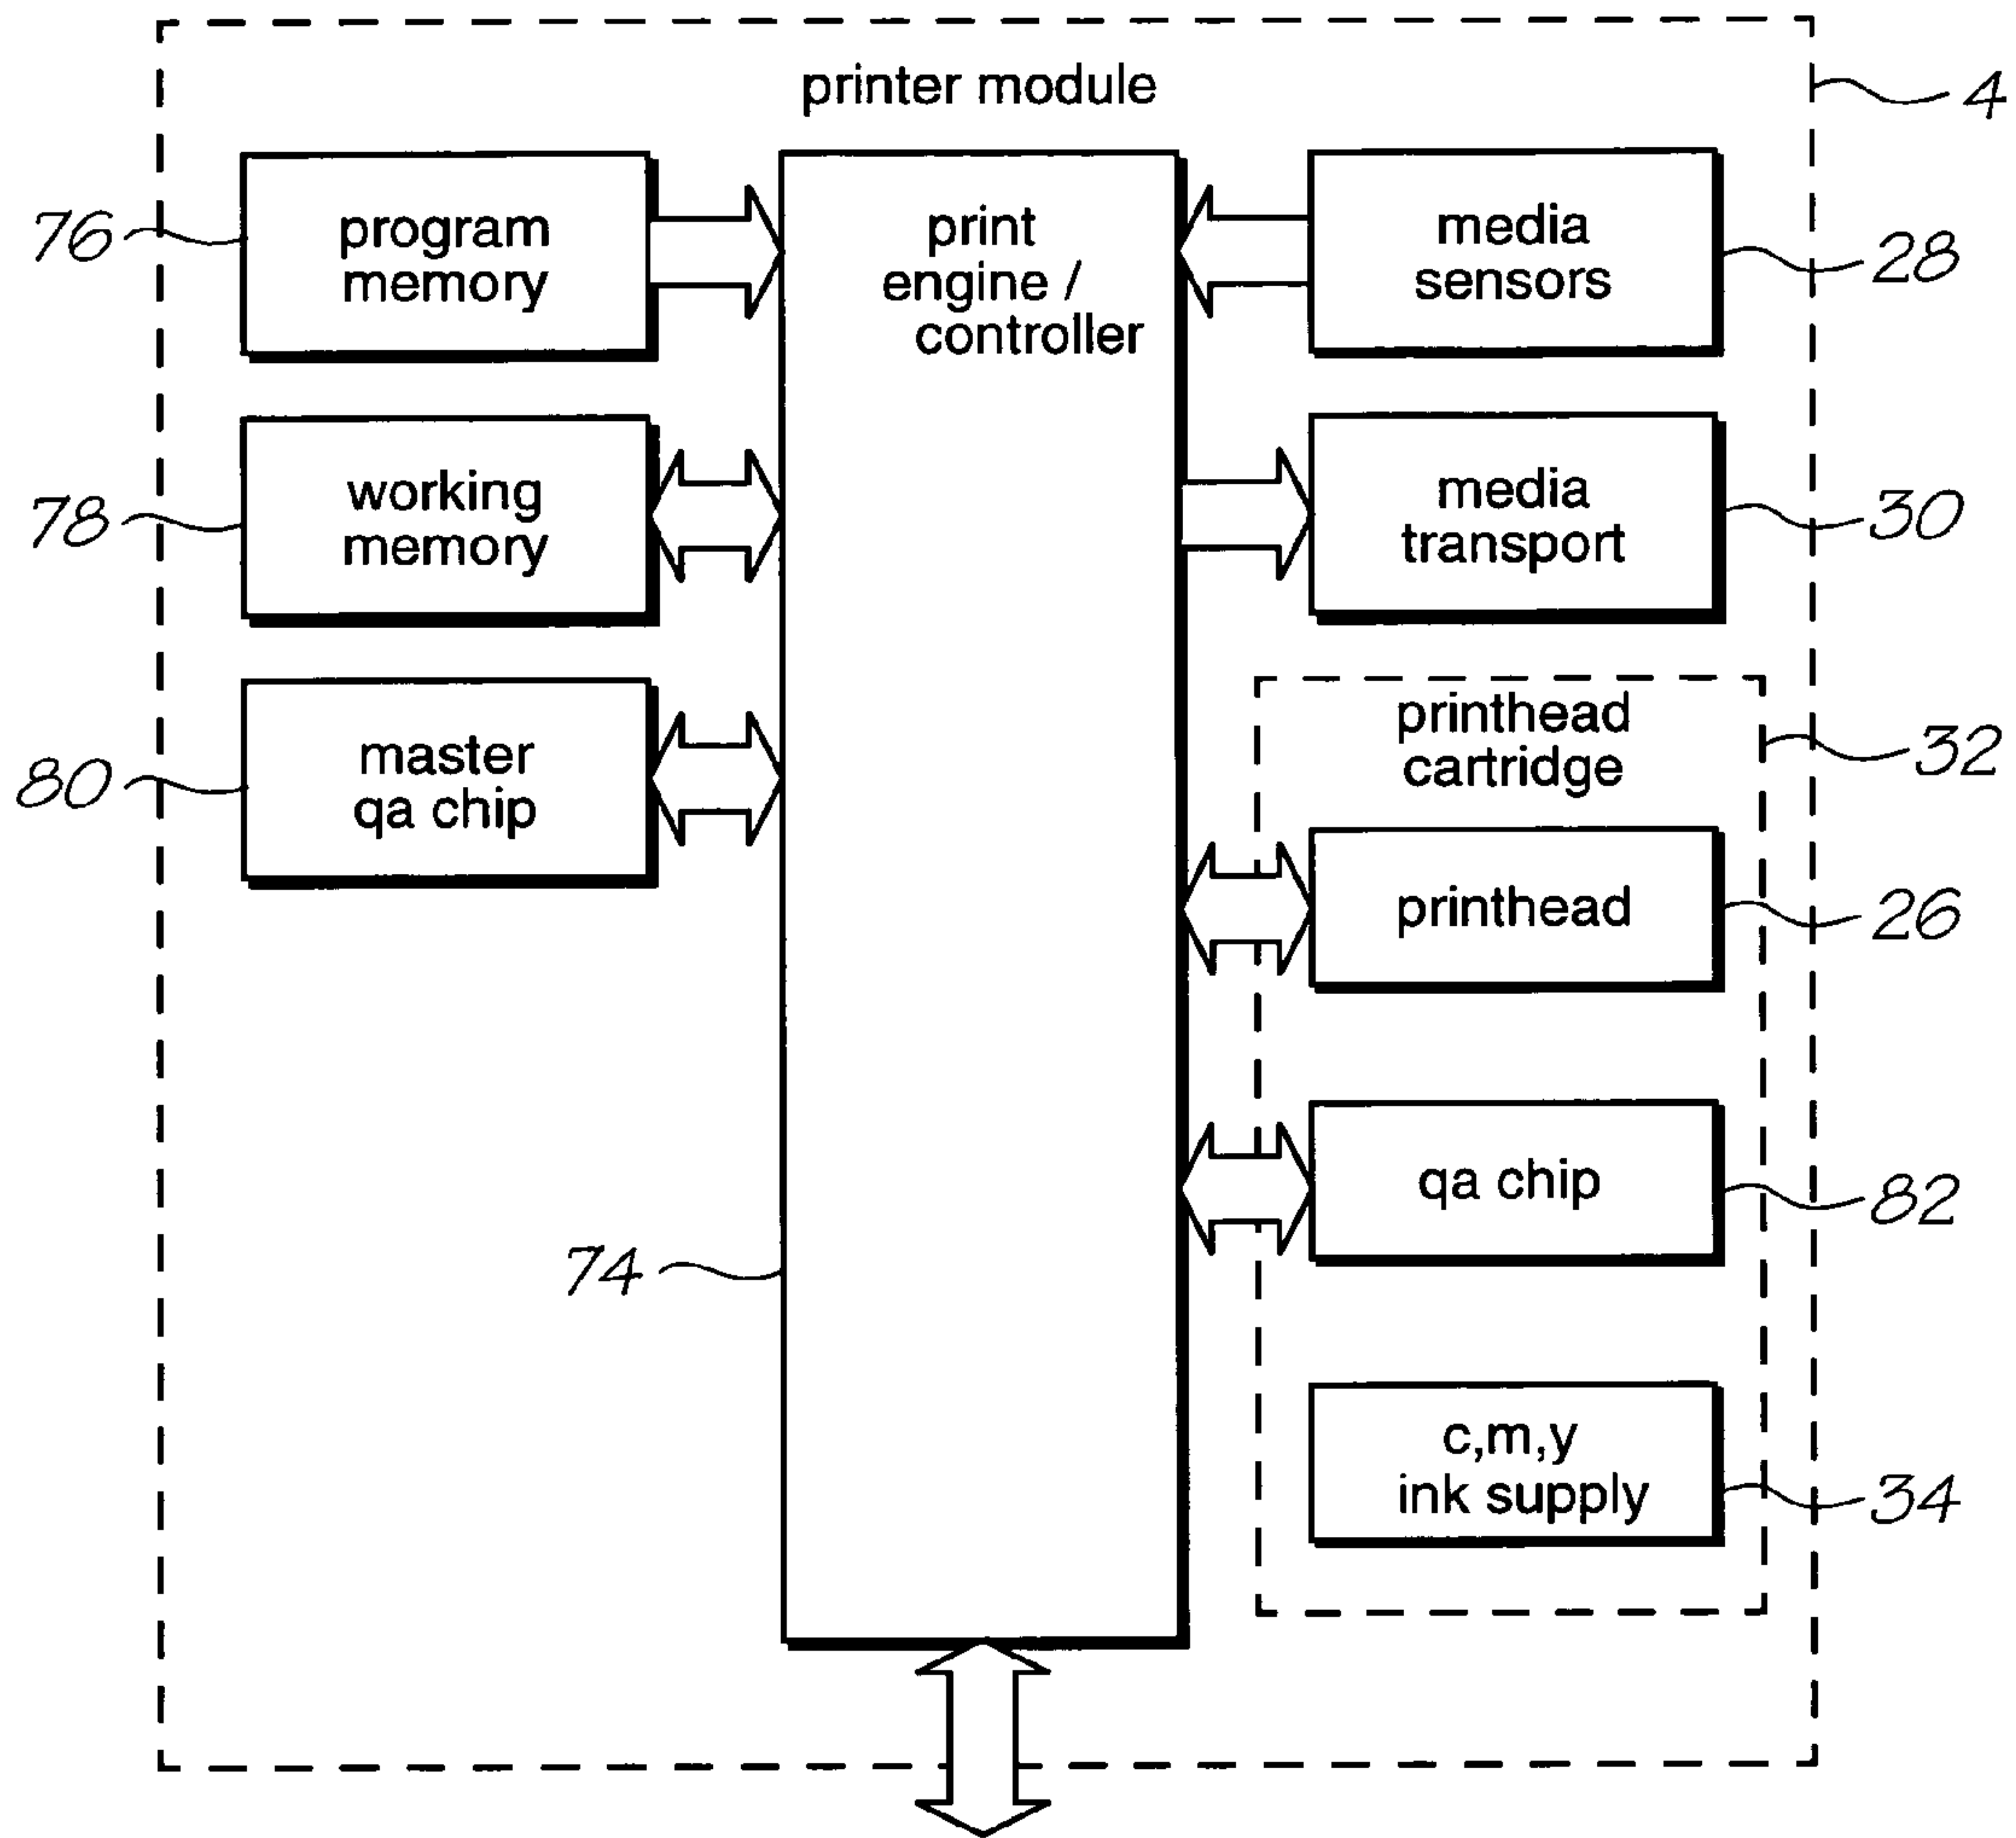 printer module
4
program
memory
76
print
engine /
controller
media
sensors
28
working
memory
78
media
transport
30
master
qa chip
80
printhead
cartridge
32
printhead
26
qa chip
82
74
c,m,y
ink supply
34